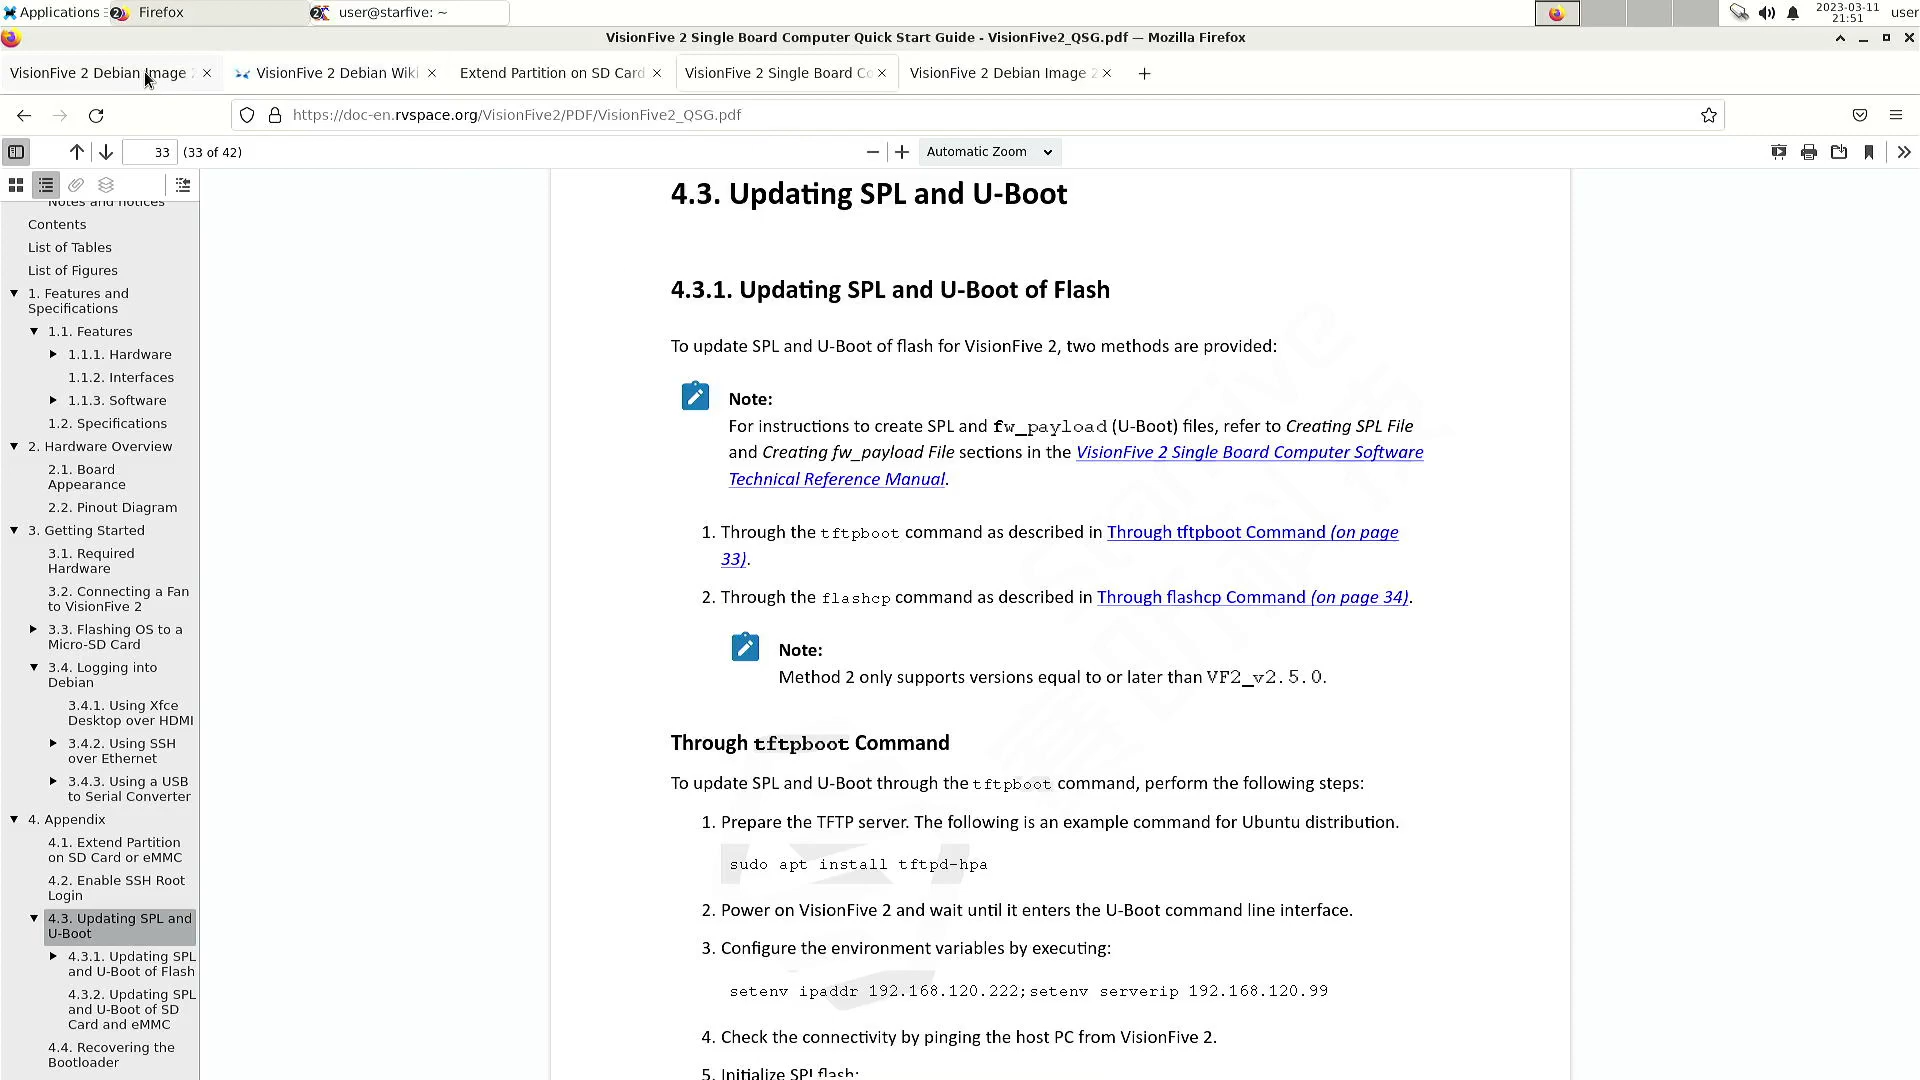 Applications
Firefox
user@starfive: ~
2023-03-11
21:51
user
VisionFive 2 Single Board Computer Quick Start Guide - VisionFive2_QSG.pdf — Mozilla Firefox
VisionFive 2 Debian Image
VisionFive 2 Debian Wiki
Extend Partition on SD Card
VisionFive 2 Single Board Co
VisionFive 2 Debian Image 2
https://doc-en.rvspace.org/VisionFive2/PDF/VisionFive2_QSG.pdf
33 (33 of 42)
Automatic Zoom
Notes and notices
Contents
List of Tables
List of Figures
1. Features and
Specifications
1.1. Features
1.1.1. Hardware
1.1.2. Interfaces
1.1.3. Software
1.2. Specifications
2. Hardware Overview
2.1. Board
Appearance
2.2. Pinout Diagram
3. Getting Started
3.1. Required
Hardware
3.2. Connecting a Fan
to VisionFive 2
3.3. Flashing OS to a
Micro-SD Card
3.4. Logging into
Debian
3.4.1. Using Xfce
Desktop over HDMI
3.4.2. Using SSH
over Ethernet
3.4.3. Using a USB
to Serial Converter
4. Appendix
4.1. Extend Partition
on SD Card or eMMC
4.2. Enable SSH Root
Login
4.3. Updating SPL and
U-Boot
4.3.1. Updating SPL
and U-Boot of Flash
4.3.2. Updating SPL
and U-Boot of SD
Card and eMMC
4.4. Recovering the
Bootloader
4.3. Updating SPL and U-Boot
4.3.1. Updating SPL and U-Boot of Flash
To update SPL and U-Boot of flash for VisionFive 2, two methods are provided:
Note:
For instructions to create SPL and fw_payload (U-Boot) files, refer to Creating SPL File
and Creating fw_payload File sections in the VisionFive 2 Single Board Computer Software
Technical Reference Manual.
1. Through the tftpboot command as described in Through tftpboot Command (on page
33).
2. Through the flashcp command as described in Through flashcp Command (on page 34).
Note:
Method 2 only supports versions equal to or later than VF2_v2.5.0.
Through tftpboot Command
To update SPL and U-Boot through the tftpboot command, perform the following steps:
1. Prepare the TFTP server. The following is an example command for Ubuntu distribution.
sudo apt install tftpd-hpa
2. Power on VisionFive 2 and wait until it enters the U-Boot command line interface.
3. Configure the environment variables by executing:
setenv ipaddr 192.168.120.222;setenv serverip 192.168.120.99
4. Check the connectivity by pinging the host PC from VisionFive 2.
5. Initialize SPI flash: